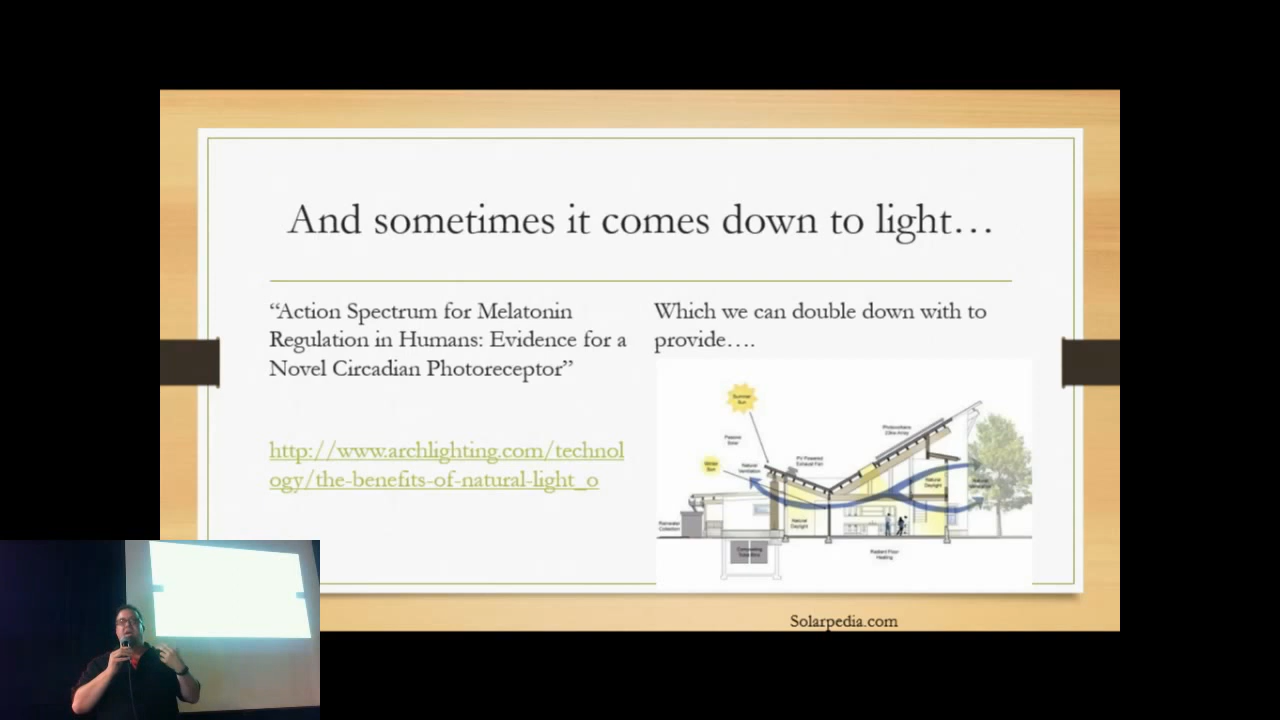 And sometimes it comes down to light…
“Action Spectrum for Melatonin
Regulation in Humans: Evidence for a
Novel Circadian Photoreceptor”
http://www.archlighting.com/technol
ogy/the-benefits-of-natural-light_o
Which we can double down with to
provide….
Summer
Sun
Passive
Solar
Winter
Sun
Natural
Ventilation
PV Powered
Exhaust Fan
Photovoltaics
Natural
Daylight
Natural
Ventilation
Rainwater
Collection
Natural
Daylight
Composting
Radiant Floor
Heating
Solarpedia.com